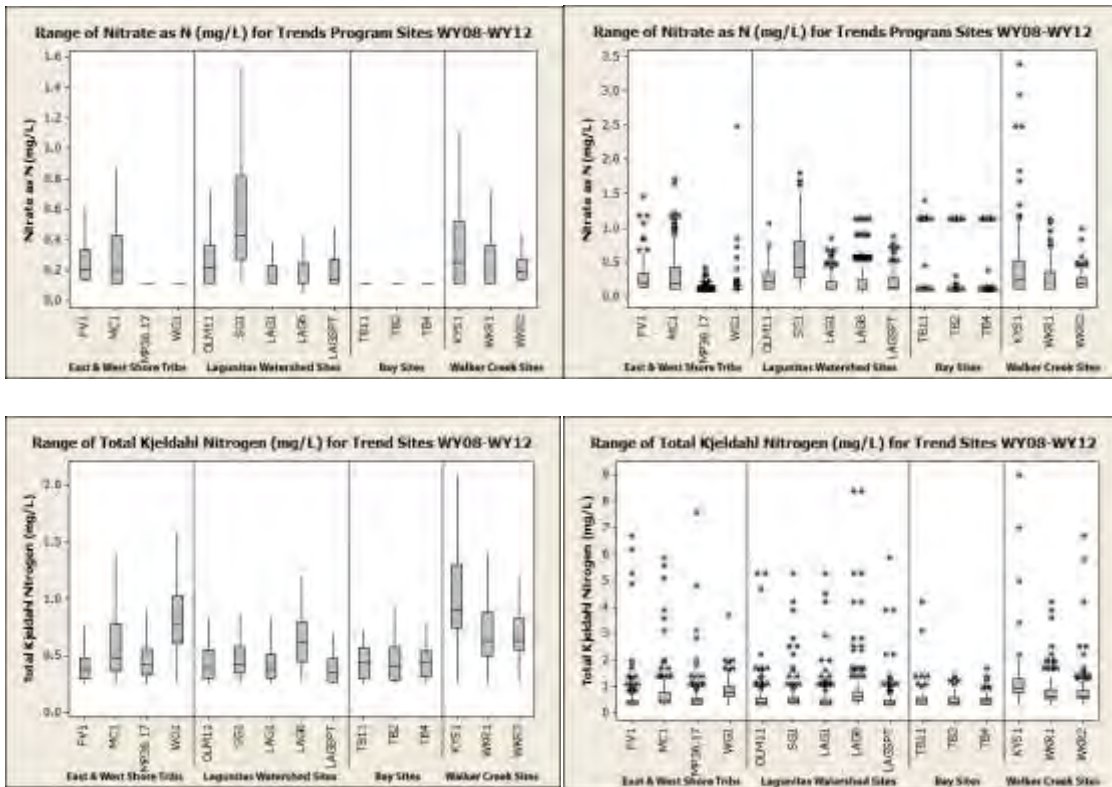 Range of Nitrate as N (mg/L) for Trends Program Sites WY08-WY12
Nitrate as N (mg/L)
1.6
1.4
1.2
1.0
0.8
0.6
0.4
0.2
0.0
FV1 MC1 MP36.17 WG1 OLM11 SG1 LAG1 LAG6 LAGSPT TB11 TB2 TB4 KYS1 WKR1 WKR2
East & West Shore Tribs Lagunitas Watershed Sites Bay Sites Walker Creek Sites
Range of Nitrate as N (mg/L) for Trends Program Sites WY08-WY12
Nitrate as N (mg/L)
3.5
3.0
2.5
2.0
1.5
1.0
0.5
0.0
FV1 MC1 MP36.17 WG1 OLM11 SG1 LAG1 LAG6 LAGSPT TB11 TB2 TB4 KYS1 WKR1 WKR2
East & West Shore Tribs Lagunitas Watershed Sites Bay Sites Walker Creek Sites
Range of Total Kjeldahl Nitrogen (mg/L) for Trend Sites WY08-WY12
Total Kjeldahl Nitrogen (mg/L)
2.0
1.5
1.0
0.5
0.0
FV1 MC1 MP36.17 WG1 OLM11 SG1 LAG1 LAG6 LAGSPT TB11 TB2 TB4 KYS1 WKR1 WKR2
East & West Shore Tribs Lagunitas Watershed Sites Bay Sites Walker Creek Sites
Range of Total Kjeldahl Nitrogen (mg/L) for Trend Sites WY08-WY12
Total Kjeldahl Nitrogen (mg/L)
9
8
7
6
5
4
3
2
1
0
FV1 MC1 MP36.17 WG1 OLM11 SG1 LAG1 LAG6 LAGSPT TB11 TB2 TB4 KYS1 WKR1 WKR2
East & West Shore Tribs Lagunitas Watershed Sites Bay Sites Walker Creek Sites